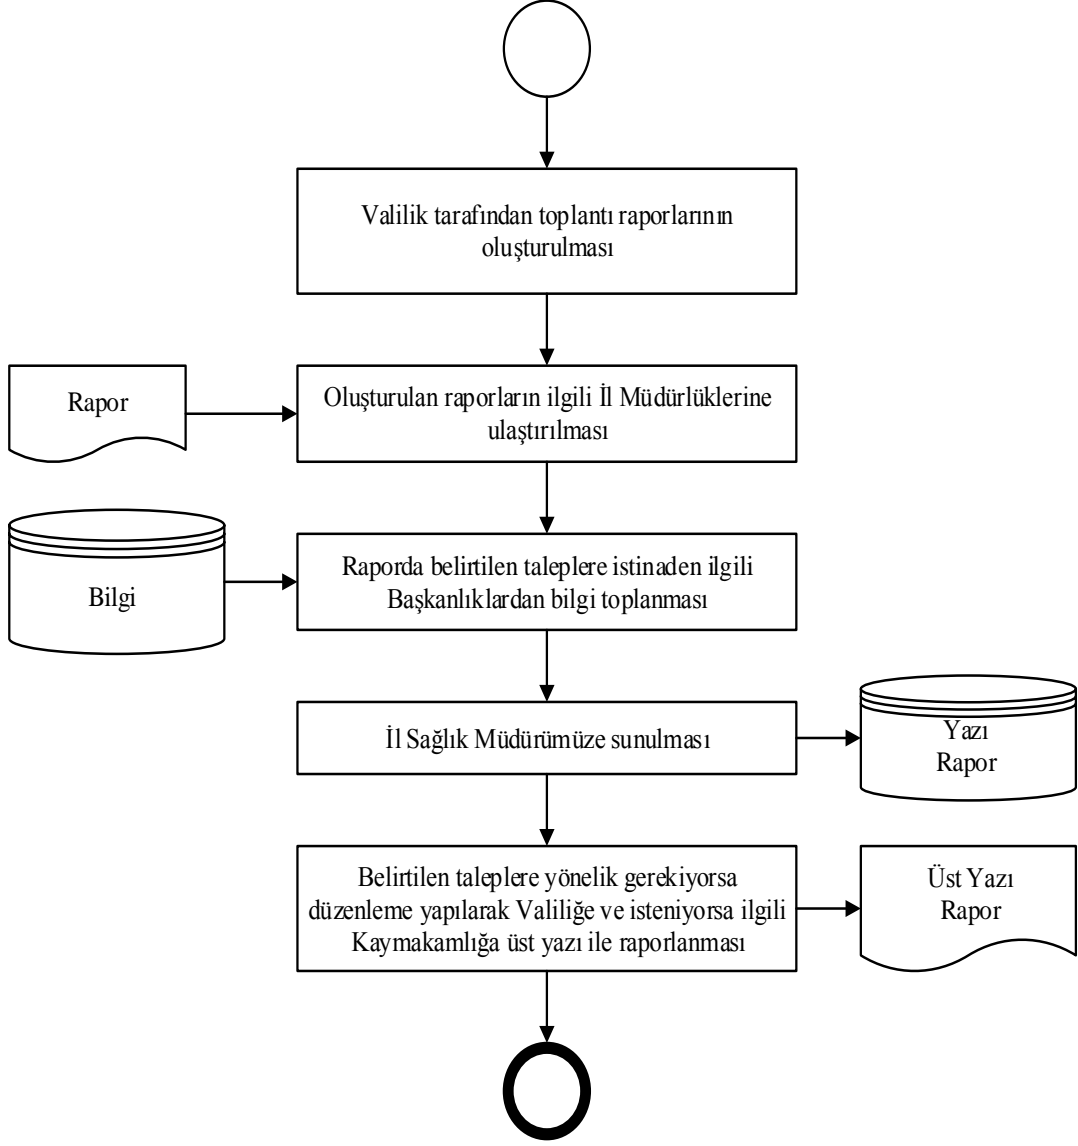 Valilik tarafından toplantı raporlarının
oluşturulması
Rapor
Oluşturulan raporların ilgili İl Müdürlüklerine
ulaştırılması
Bilgi
Raporda belirtilen taleplere istinaden ilgili
Başkanlıklardan bilgi toplanması
İl Sağlık Müdürümüze sunulması
Yazı
Rapor
Belirtilen taleplere yönelik gerekiyorsa
düzenleme yapılarak Valiliğe ve isteniyorsa ilgili
Kaymakamlığa üst yazı ile raporlanması
Üst Yazı
Rapor